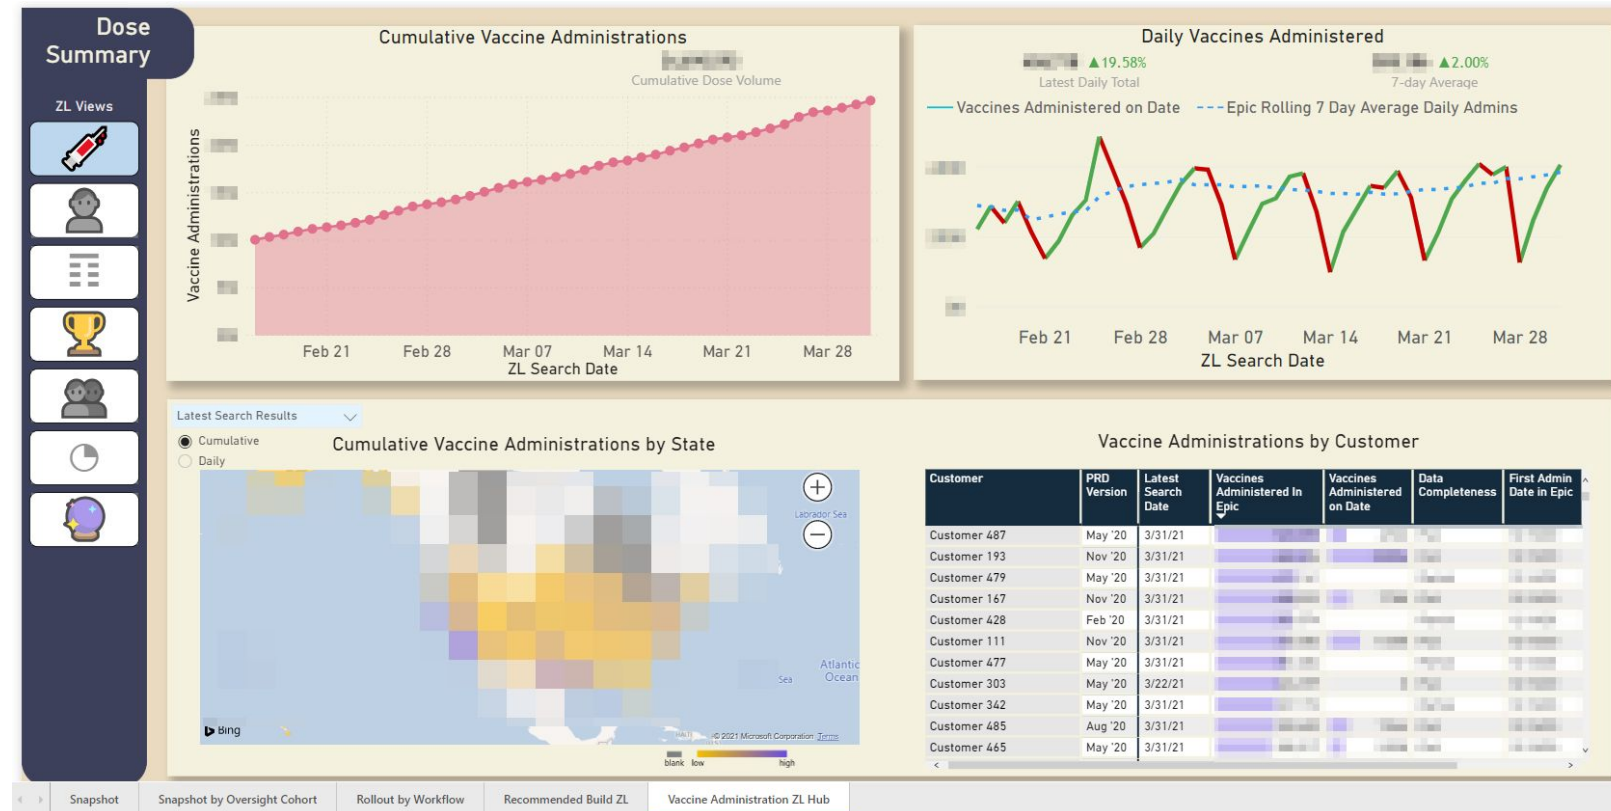 Dose
Summary
ZL Views
Cumulative Vaccine Administrations
Cumulative Dose Volume
Vaccine Administrations
Feb 21 Feb 28 Mar 07 Mar 14 Mar 21 Mar 28
ZL Search Date
Daily Vaccines Administered
▲19.58% ▲2.00%
Latest Daily Total 7-day Average
Vaccines Administered on Date Epic Rolling 7 Day Average Daily Admins
Feb 21 Feb 28 Mar 07 Mar 14 Mar 21 Mar 28
ZL Search Date
Latest Search Results
Cumulative
Daily
Cumulative Vaccine Administrations by State
Labrador Sea
Atlantic
Ocean
Sea
Bing
© 2021 Microsoft Corporation Terms
blank low high
Vaccine Administrations by Customer
Customer PRD Version Latest Search Date Vaccines Administered In Epic Vaccines Administered on Date Data Completeness First Admin Date in Epic
Customer 487 May '20 3/31/21
Customer 193 Nov '20 3/31/21
Customer 479 May '20 3/31/21
Customer 167 Nov '20 3/31/21
Customer 428 Feb '20 3/31/21
Customer 111 Nov '20 3/31/21
Customer 477 May '20 3/31/21
Customer 303 May '20 3/22/21
Customer 342 May '20 3/31/21
Customer 485 Aug '20 3/31/21
Customer 465 May '20 3/31/21
Snapshot Snapshot by Oversight Cohort Rollout by Workflow Recommended Build ZL Vaccine Administration ZL Hub